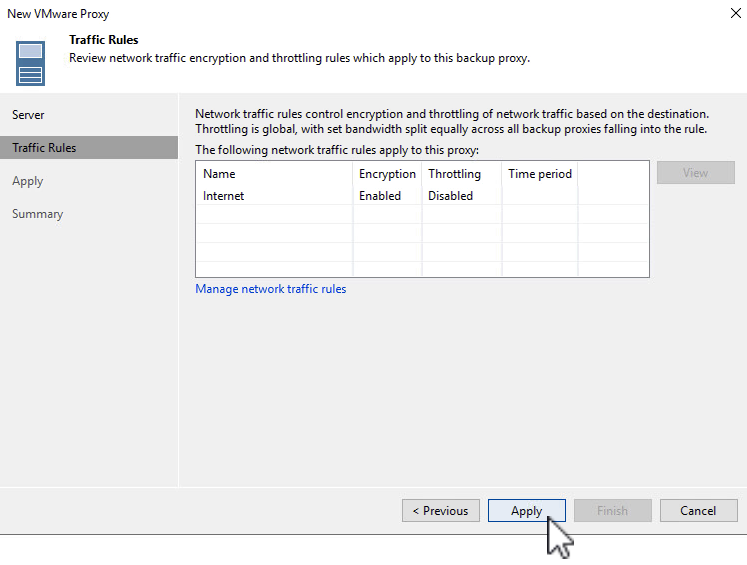 New VMware Proxy
Traffic Rules
Review network traffic encryption and throttling rules which apply to this backup proxy.
Server
Traffic Rules
Apply
Summary
Network traffic rules control encryption and throttling of network traffic based on the destination.
Throttling is global, with set bandwidth split equally across all backup proxies falling into the rule.
The following network traffic rules apply to this proxy:
Name Encryption Throttling Time period
Internet Enabled Disabled
View
Manage network traffic rules
< Previous Apply Finish Cancel